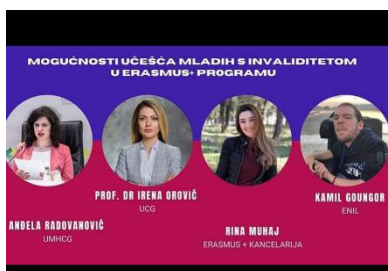 MOGUĆNOSTI UČEŠĆA MLADIH S INVALIDITETOM
U ERASMUS+ PROGRAMU
ANĐELA RADOVANOVIĆ
UMHCG
PROF. DR IRENA OROVIĆ
UCG
RINA MUHAJ
ERASMUS + KANCELARIJA
KAMIL GOUNGOR
ENIL